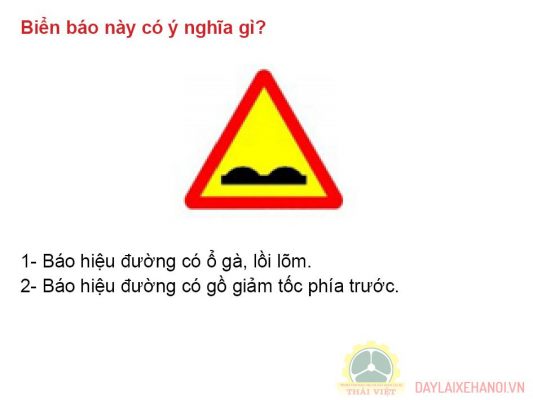 Biển báo này có ý nghĩa gì?
1- Báo hiệu đường có ổ gà, lồi lõm.
2- Báo hiệu đường có gồ giảm tốc phía trước.
THÁI VIỆT
DAYLAIXEHANOI.VN